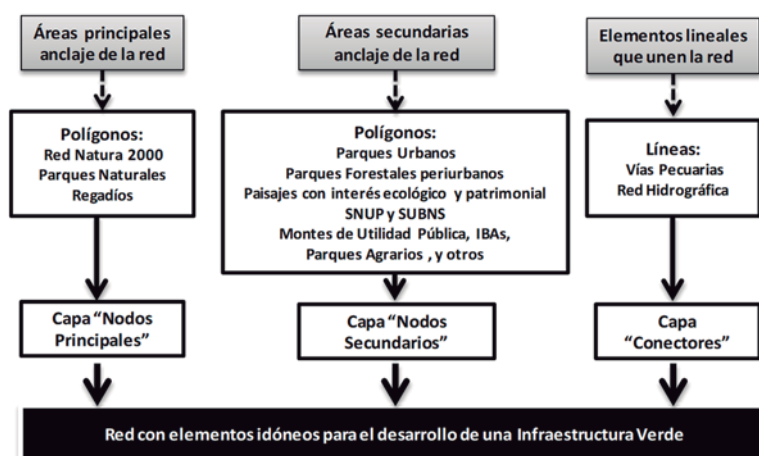 Áreas principales
anclaje de la red
Áreas secundarias
anclaje de la red
Elementos lineales
que unen la red
Polígonos:
Red Natura 2000
Parques Naturales
Regadíos
Polígonos:
Parques Urbanos
Parques Forestales periurbanos
Paisajes con interés ecológico y patrimonial
SNUP y SUBNS
Montes de Utilidad Pública, IBAs,
Parques Agrarios , y otros
Líneas:
Vías Pecuarias
Red Hidrográfica
Capa “Nodos
Principales”
Capa “Nodos
Secundarios”
Capa
“Conectores”
Red con elementos idóneos para el desarrollo de una Infraestructura Verde